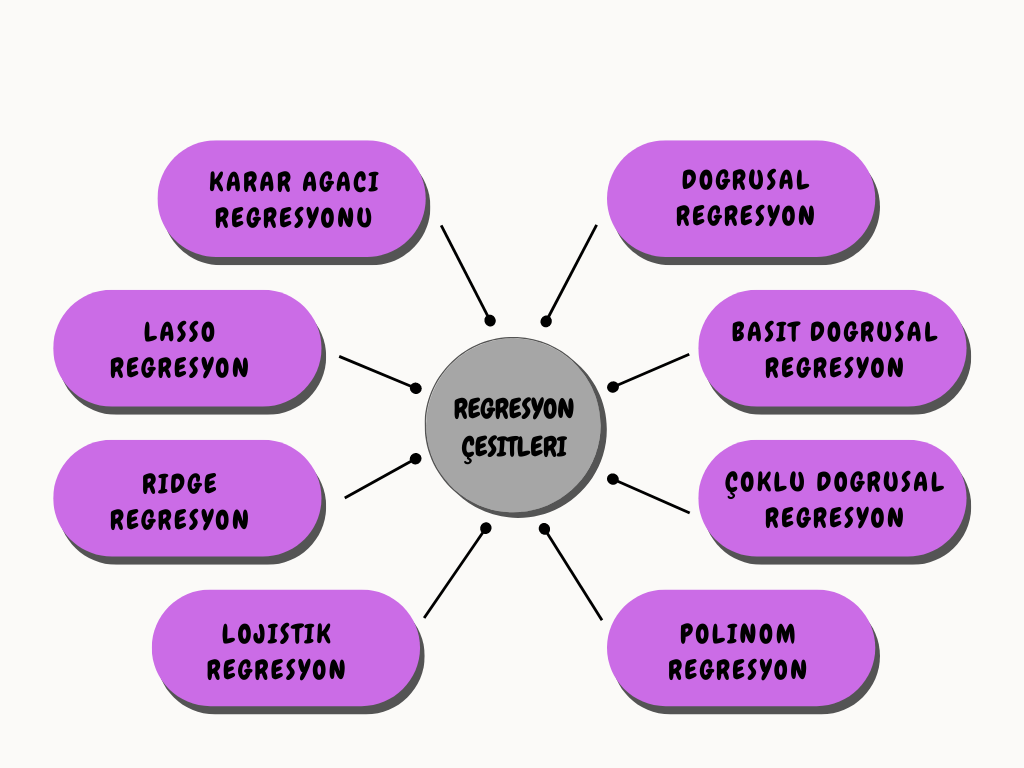 KARAR AGACI
REGRESYONU
DOGRUSAL
REGRESYON
LASSO
REGRESYON
BASIT DOGRUSAL
REGRESYON
REGRESYON
ÇESITLERI
RIDGE
REGRESYON
ÇOKLU DOGRUSAL
REGRESYON
LOJISTIK
REGRESYON
POLINOM
REGRESYON